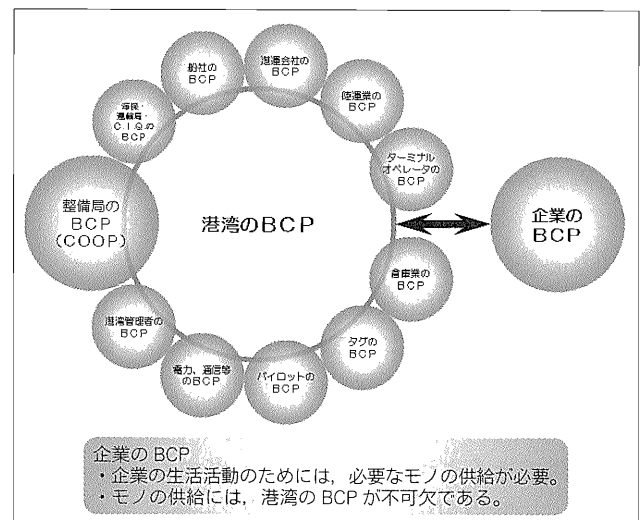 船社の
BCP
港運会社の
BCP
陸運業の
BCP
海保・
運輸局・
C.I.Q.の
BCP
ターミナル
オペレータの
BCP
整備局の
BCP
(COOP)
港湾のBCP
企業の
BCP
倉庫業の
BCP
港湾管理者の
BCP
タグの
BCP
電力、通信等
のBCP
パイロットの
BCP
企業の BCP
・企業の生活活動のためには，必要なモノの供給が必要。
・モノの供給には，港湾の BCP が不可欠である。